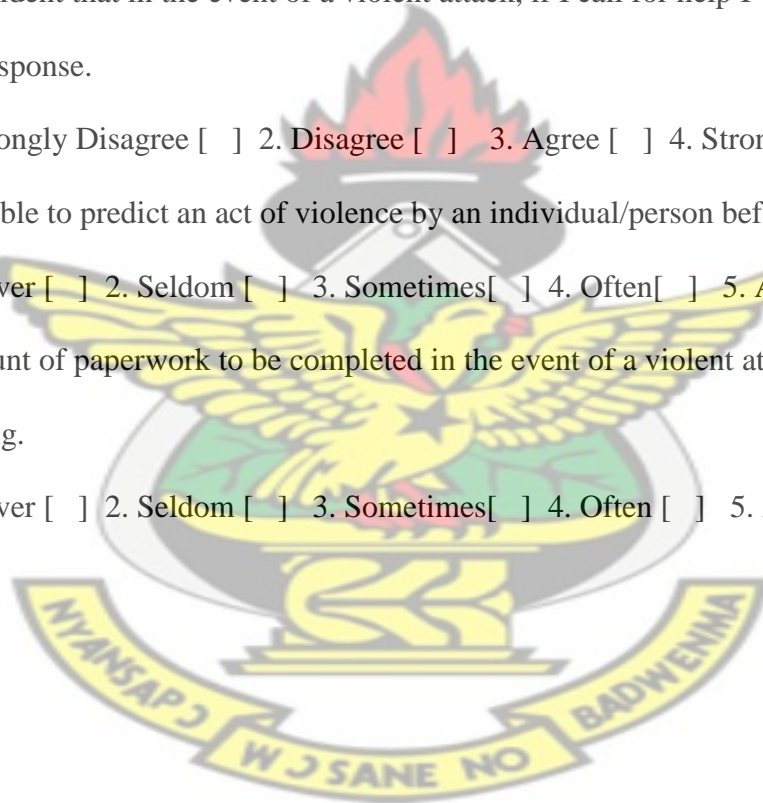 dent that in the event of a violent attack, if I call for help I
sponse.
ongly Disagree [ ] 2. Disagree [ ] 3. Agree [ ] 4. Stron
ble to predict an act of violence by an individual/person bef
ver [ ] 2. Seldom [ ] 3. Sometimes[ ] 4. Often[ ] 5. A
unt of paperwork to be completed in the event of a violent at
g.
ver [ ] 2. Seldom [ ] 3. Sometimes[ ] 4. Often [ ] 5.
NYANSAPƆ WƆSANE NO BADWENMA